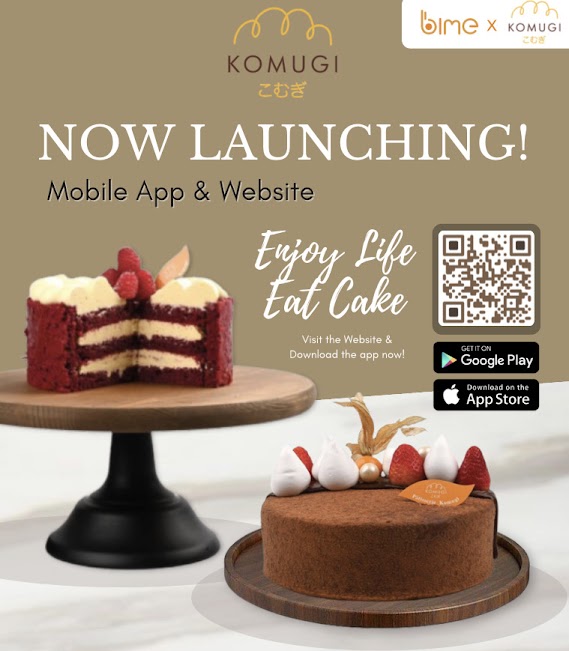 KOMUGI
こむぎ
bime x KOMUGI
こむぎ
NOW LAUNCHING!
Mobile App & Website
Enjoy Life
Eat Cake
Visit the Website &
Download the app now!
GET IT ON
Google Play
Download on the
App Store